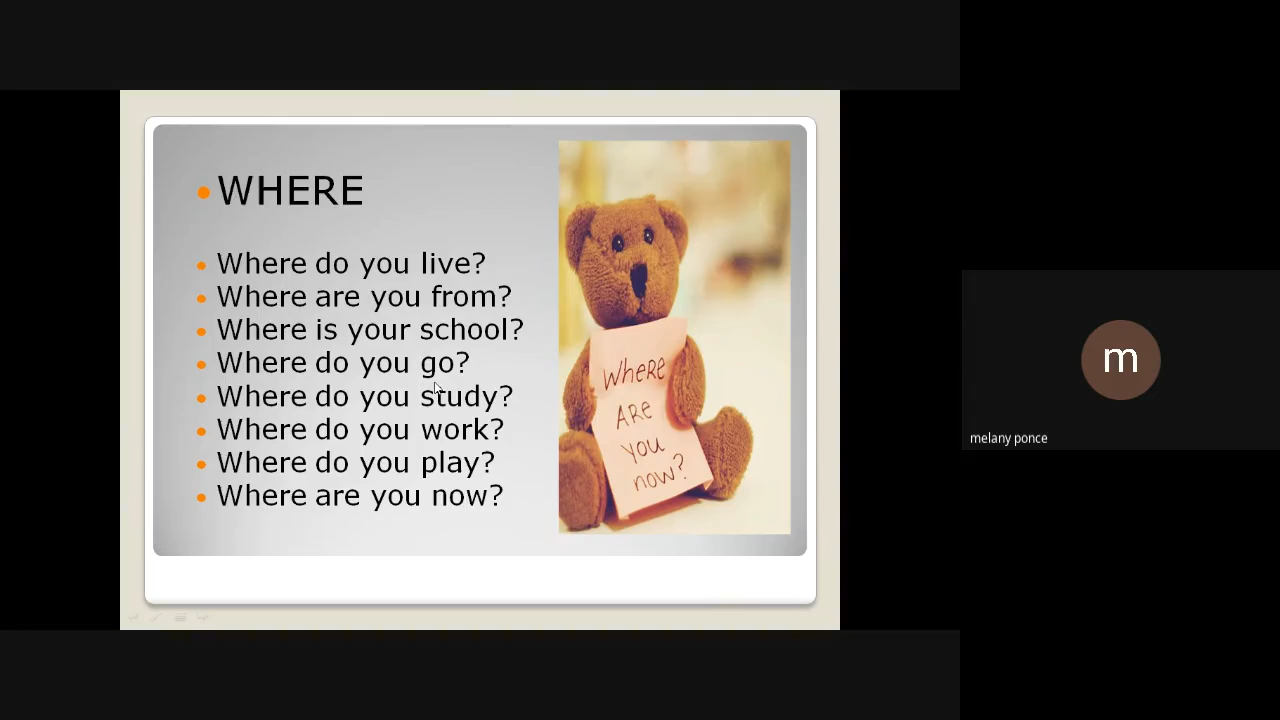 WHERE
Where do you live?
Where are you from?
Where is your school?
Where do you go?
Where do you study?
Where do you work?
Where do you play?
Where are you now?
WHERE
ARE
you
now?
m
melany ponce